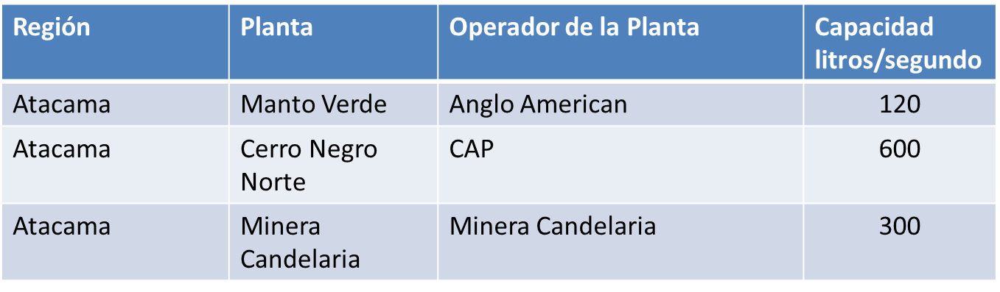 Región Planta Operador de la Planta Capacidad
litros/segundo
Atacama Manto Verde Anglo American 120
Atacama Cerro Negro CAP 600
Norte
Atacama Minera Minera Candelaria 300
Candelaria